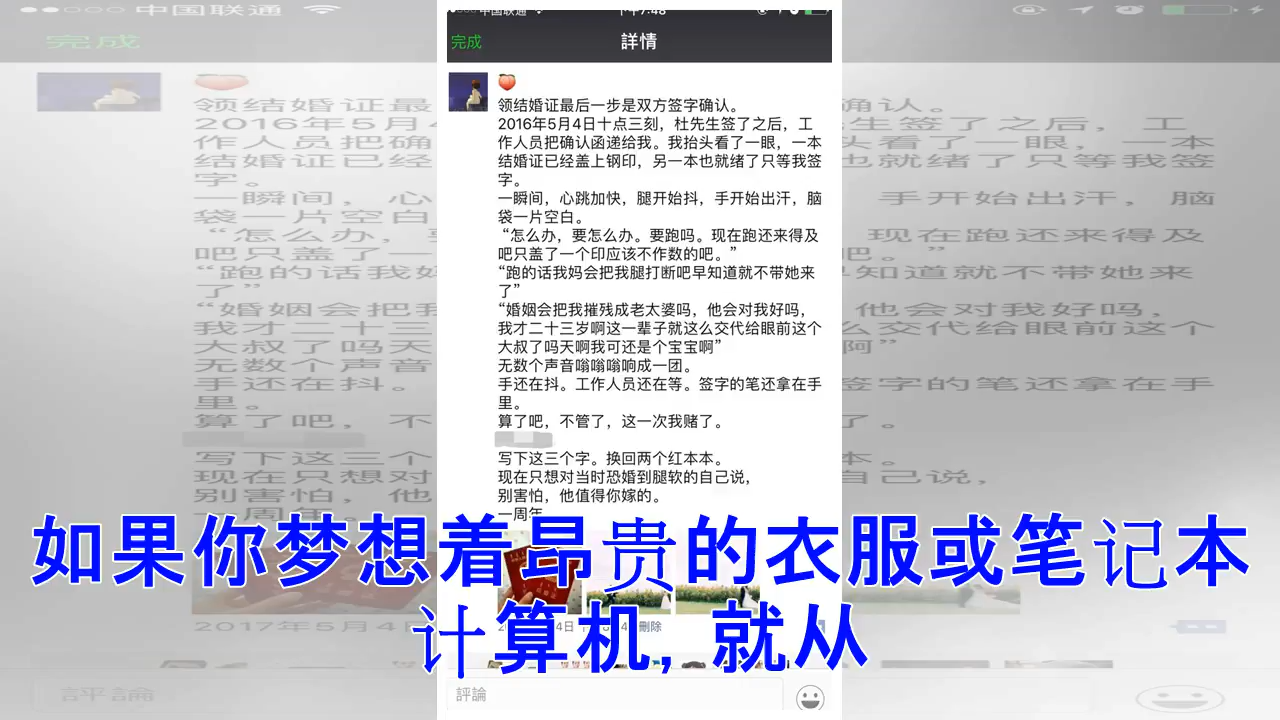 中国联通
下午7:48
完成
詳情
领结婚证最后一步是双方签字确认。
2016年5月4日十点三刻，杜先生签了之后，工
作人员把确认函递给我。我抬头看了一眼，一本
结婚证已经盖上钢印，另一本也就绪了只等我签
字。
一瞬间，心跳加快，腿开始抖，手开始出汗，脑
袋一片空白。
“怎么办，要怎么办。要跑吗。现在跑还来得及
吧只盖了一个印应该不作数的吧。”
“跑的话我妈会把我腿打断吧早知道就不带她来
了”
“婚姻会把我摧残成老太婆吗，他会对我好吗，
我才二十三岁啊这一辈子就这么交代给眼前这个
大叔了吗天啊我可还是个宝宝啊”
无数个声音嗡嗡嗡响成一团。
手还在抖。工作人员还在等。签字的笔还拿在手
里。
算了吧，不管了，这一次我赌了。
写下这三个字。换回两个红本本。
现在只想对当时恐婚到腿软的自己说，
别害怕，他值得你嫁的。
一周年
如果你梦想着昂贵的衣服或笔记本
计算机, 就从
2017年5月4日
刪除
評論